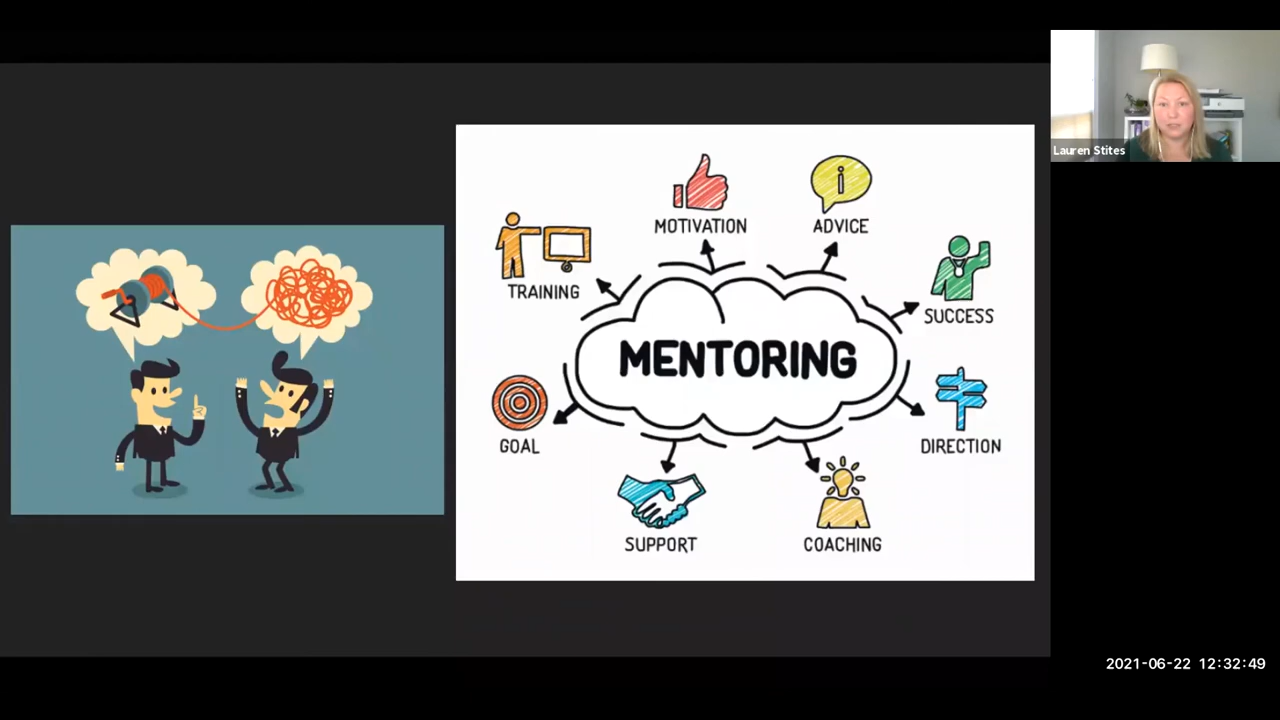 Lauren Stites
MOTIVATION
ADVICE
TRAINING
SUCCESS
MENTORING
GOAL
DIRECTION
SUPPORT
COACHING
2021-06-22 12:32:49